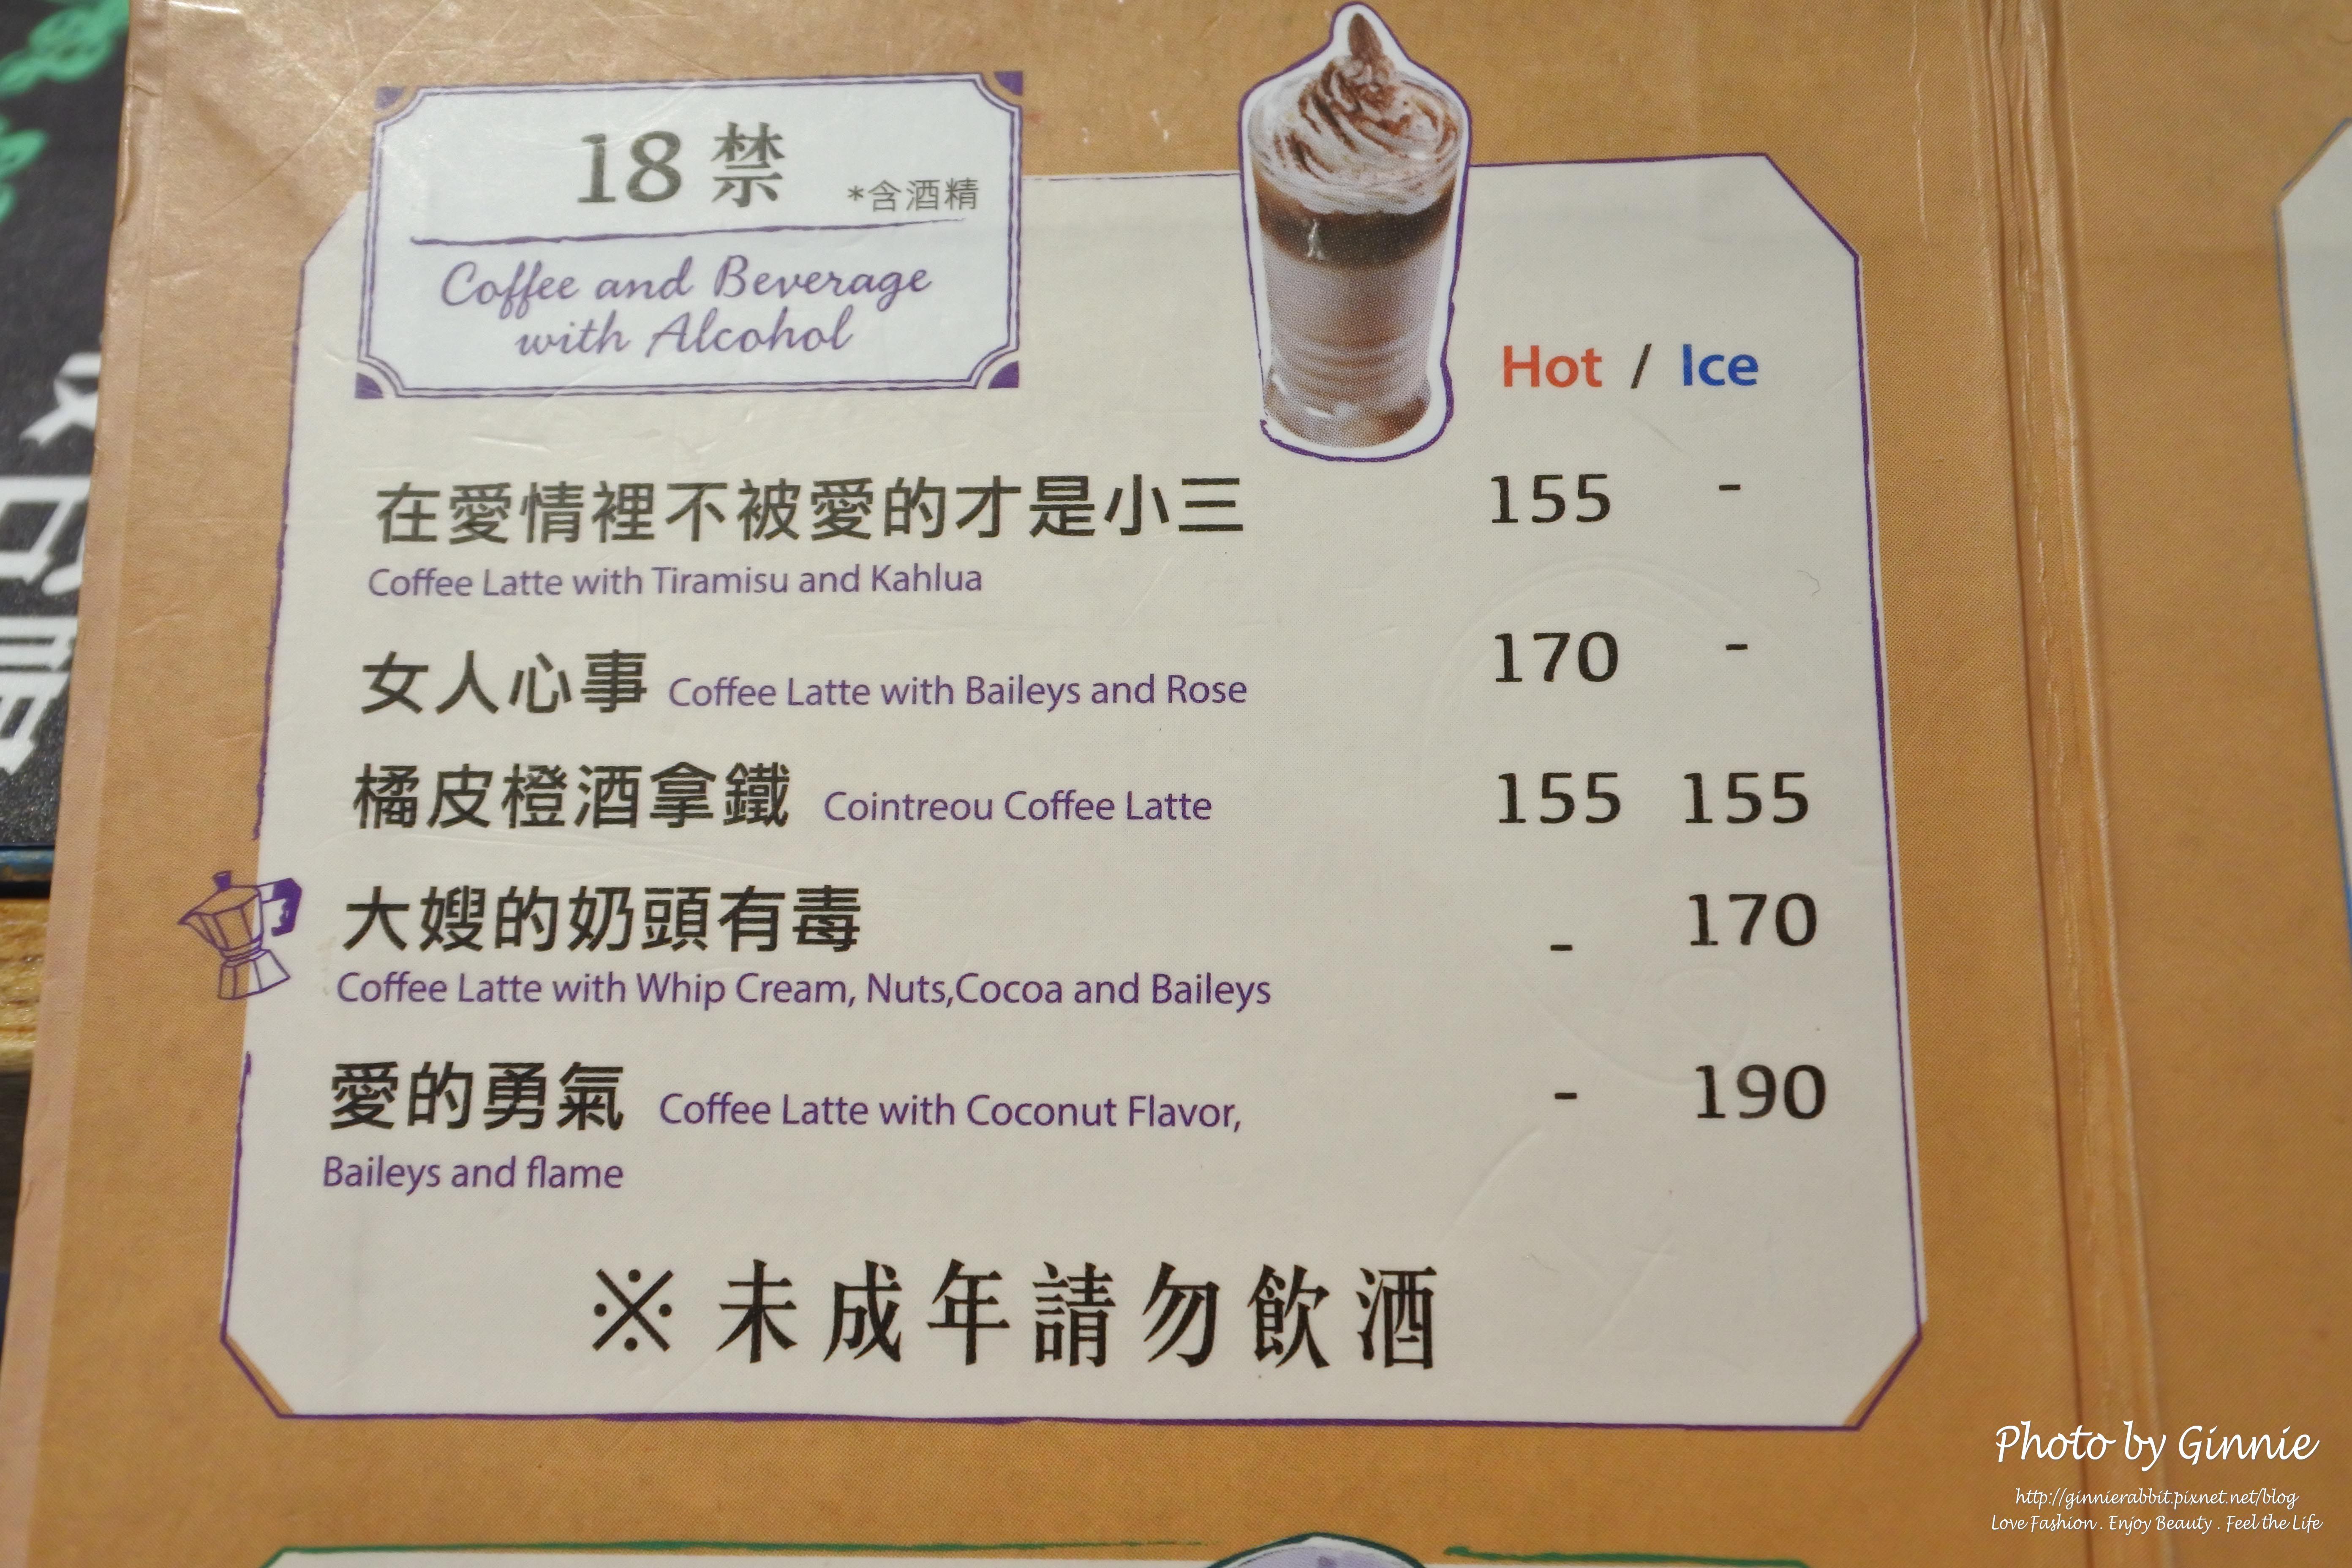 18 禁 *含酒精
Coffee and Beverage
with Alcohol
Hot / Ice
在愛情裡不被愛的才是小三 155 -
Coffee Latte with Tiramisu and Kahlua
女人心事 Coffee Latte with Baileys and Rose 170 -
橘皮橙酒拿鐵 Cointreou Coffee Latte 155 155
大嫂的奶頭有毒 - 170
Coffee Latte with Whip Cream, Nuts,Cocoa and Baileys
愛的勇氣 Coffee Latte with Coconut Flavor, - 190
Baileys and flame
※ 未成年請勿飲酒
Photo by Ginnie
http://ginnierabbit.pixnet.net/blog
Love Fashion . Enjoy Beauty . Feel the Life